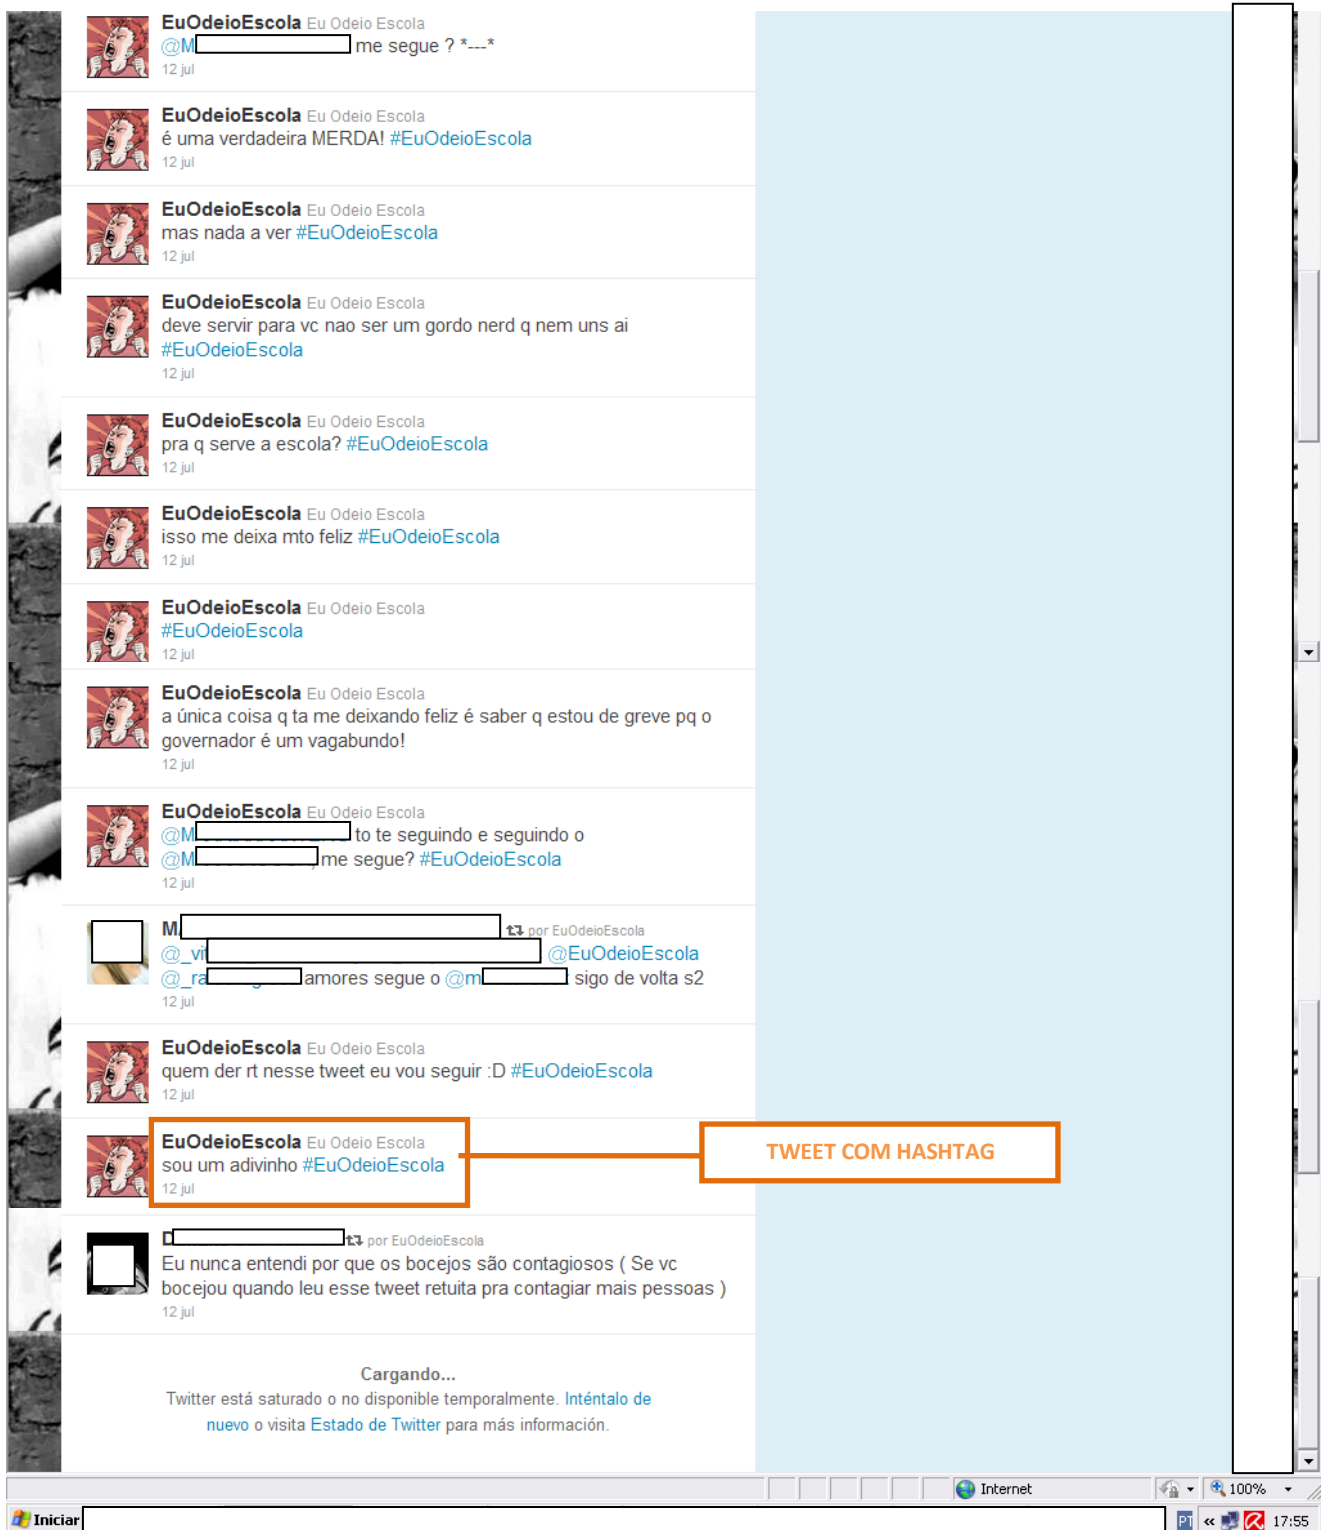 EuOdeioEscola Eu Odeio Escola
@M me segue ? *---*
12 jul
EuOdeioEscola Eu Odeio Escola
é uma verdadeira MERDA! #EuOdeioEscola
12 jul
EuOdeioEscola Eu Odeio Escola
mas nada a ver #EuOdeioEscola
12 jul
EuOdeioEscola Eu Odeio Escola
deve servir para vc nao ser um gordo nerd q nem uns ai
#EuOdeioEscola
12 jul
EuOdeioEscola Eu Odeio Escola
pra q serve a escola? #EuOdeioEscola
12 jul
EuOdeioEscola Eu Odeio Escola
isso me deixa mto feliz #EuOdeioEscola
12 jul
EuOdeioEscola Eu Odeio Escola
#EuOdeioEscola
12 jul
EuOdeioEscola Eu Odeio Escola
a única coisa q ta me deixando feliz é saber q estou de greve pq o
governador é um vagabundo!
12 jul
EuOdeioEscola Eu Odeio Escola
@M to te seguindo e seguindo o
@M me segue? #EuOdeioEscola
12 jul
M por EuOdeioEscola
@_vi @EuOdeioEscola
@_ra amores segue o @m sigo de volta s2
12 jul
EuOdeioEscola Eu Odeio Escola
quem der rt nesse tweet eu vou seguir :D #EuOdeioEscola
12 jul
EuOdeioEscola Eu Odeio Escola
sou um adivinho #EuOdeioEscola
12 jul
TWEET COM HASHTAG
D por EuOdeioEscola
Eu nunca entendi por que os bocejos são contagiosos ( Se vc
bocejou quando leu esse tweet retuita pra contagiar mais pessoas )
12 jul
Cargando...
Twitter está saturado o no disponible temporalmente. Inténtalo de
nuevo o visita Estado de Twitter para más información.
Internet
100%
Iniciar
PT « 17:55